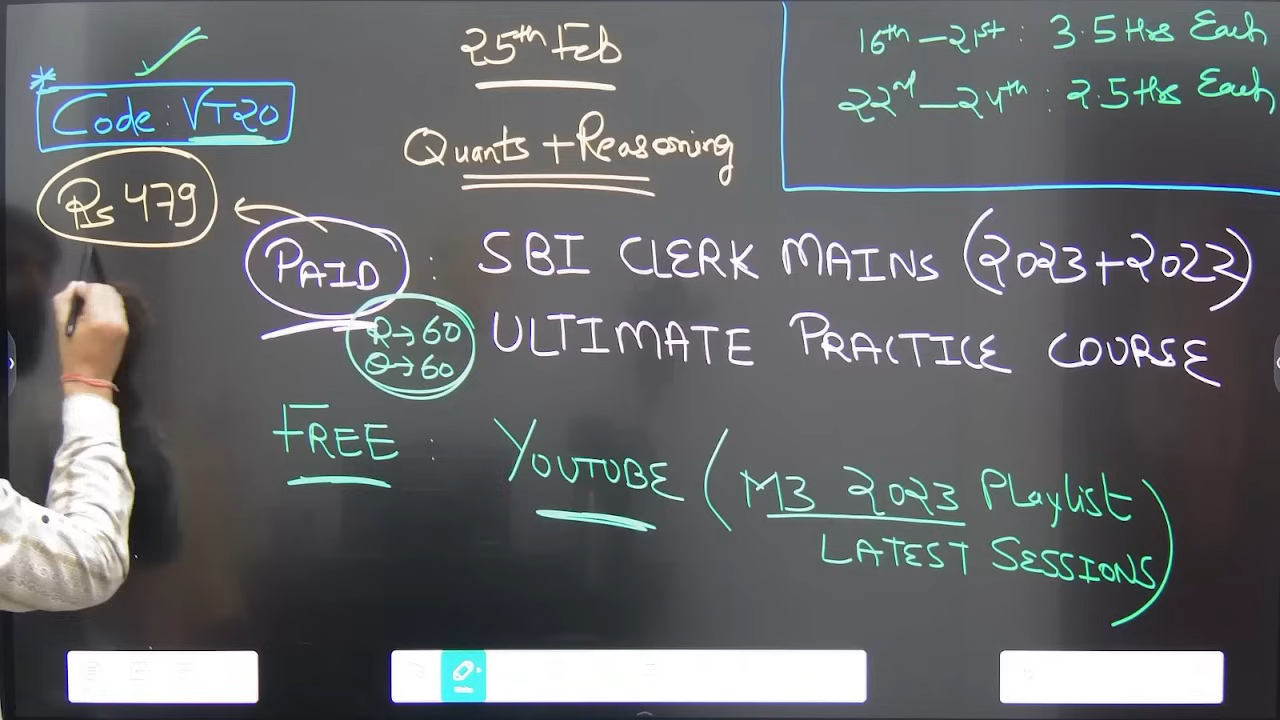 25th Feb
16th – 21st : 3.5 Hrs Each
22nd – 24th : 2.5 Hrs Each
Code : VT20
Quants + Reasoning
Rs 479
PAID : SBI CLERK MAINS (2023+2022)
R → 60
Q → 60
ULTIMATE PRACTICE COURSE
FREE : YOUTUBE (M3 2023 Playlist
LATEST SESSIONS)